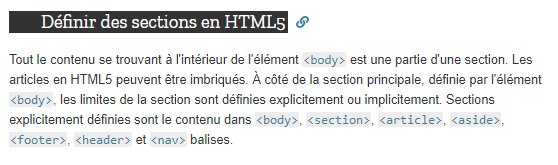 Définir des sections en HTML5
Tout le contenu se trouvant à l'intérieur de l'élément <body> est une partie d'une section. Les
articles en HTML5 peuvent être imbriqués. À côté de la section principale, définie par l'élément
<body>, les limites de la section sont définies explicitement ou implicitement. Sections
explicitement définies sont le contenu dans <body>, <section>, <article>, <aside>,
<footer>, <header> et <nav> balises.